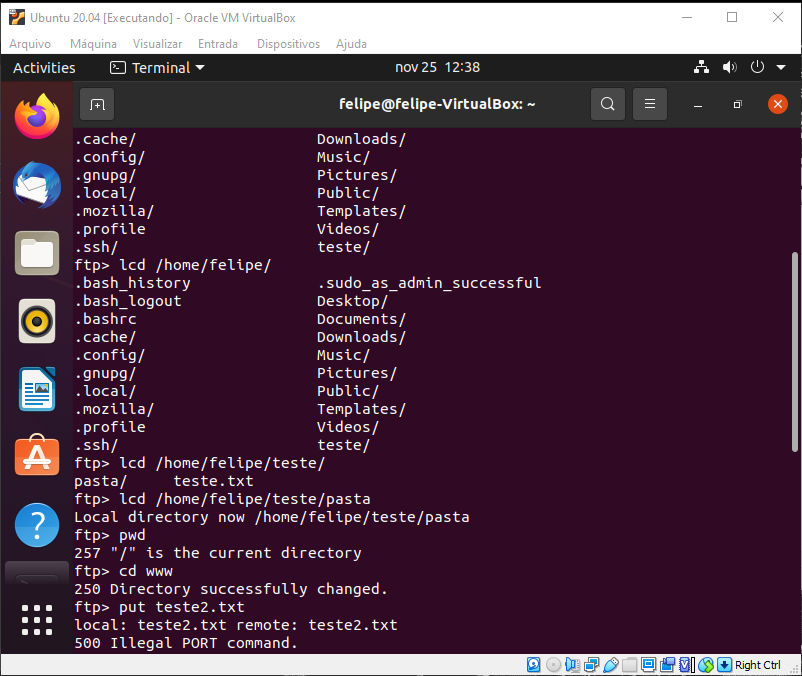 Ubuntu 20.04 [Executando] - Oracle VM VirtualBox
Arquivo Máquina Visualizar Entrada Dispositivos Ajuda
Activities Terminal nov 25 12:38
felipe@felipe-VirtualBox: ~
.cache/ Downloads/
.config/ Music/
.gnupg/ Pictures/
.local/ Public/
.mozilla/ Templates/
.profile Videos/
.ssh/ teste/
ftp> lcd /home/felipe/
.bash_history .sudo_as_admin_successful
.bash_logout Desktop/
.bashrc Documents/
.cache/ Downloads/
.config/ Music/
.gnupg/ Pictures/
.local/ Public/
.mozilla/ Templates/
.profile Videos/
.ssh/ teste/
ftp> lcd /home/felipe/teste/
pasta/ teste.txt
ftp> lcd /home/felipe/teste/pasta
Local directory now /home/felipe/teste/pasta
ftp> pwd
257 "/" is the current directory
ftp> cd www
250 Directory successfully changed.
ftp> put teste2.txt
local: teste2.txt remote: teste2.txt
500 Illegal PORT command.
Right Ctrl